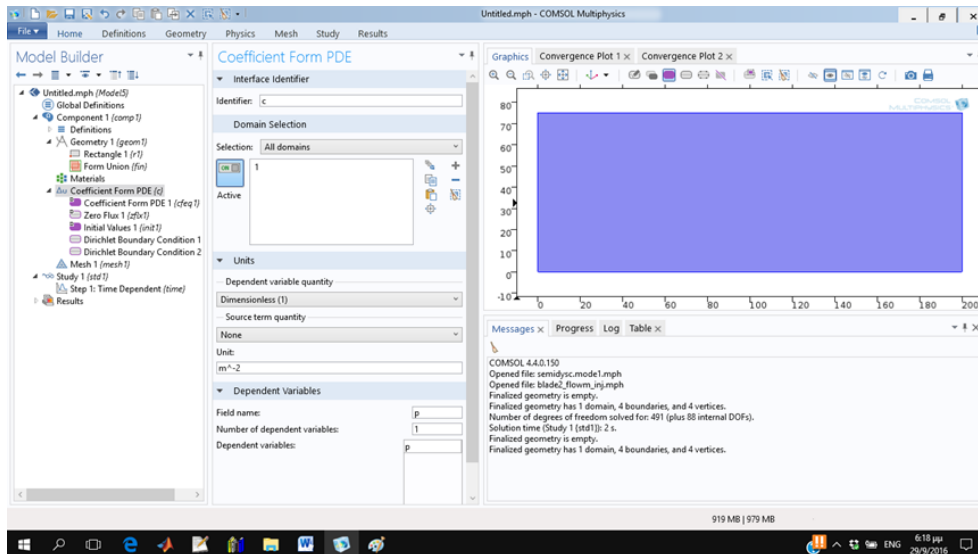 Untitled.mph - COMSOL Multiphysics
File Home Definitions Geometry Physics Mesh Study Results
Model Builder
Untitled.mph (Model5)
Global Definitions
Component 1 (comp1)
Definitions
Geometry 1 (geom1)
Rectangle 1 (r1)
Form Union (fin)
Materials
Δu Coefficient Form PDE (c)
Coefficient Form PDE 1 (cfeq1)
Zero Flux 1 (zflx1)
Initial Values 1 (init1)
Dirichlet Boundary Condition 1
Dirichlet Boundary Condition 2
Mesh 1 (mesh1)
Study 1 (std1)
Step 1: Time Dependent (time)
Results
Coefficient Form PDE
Interface Identifier
Identifier: c
Domain Selection
Selection: All domains
ON
1
Active
Units
Dependent variable quantity
Dimensionless (1)
Source term quantity
None
Unit:
m^-2
Dependent Variables
Field name: p
Number of dependent variables: 1
Dependent variables: p
Graphics Convergence Plot 1 Convergence Plot 2
COMSOL
MULTIPHYSICS
80
70
60
50
40
30
20
10
0
-10
0 20 40 60 80 100 120 140 160 180 200
Messages Progress Log Table
COMSOL 4.4.0.150
Opened file: semidysc.mode1.mph
Opened file: blade2_flowm_inj.mph
Finalized geometry is empty.
Finalized geometry has 1 domain, 4 boundaries, and 4 vertices.
Number of degrees of freedom solved for: 491 (plus 88 internal DOFs).
Solution time (Study 1 (std1)): 2 s.
Finalized geometry is empty.
Finalized geometry has 1 domain, 4 boundaries, and 4 vertices.
919 MB | 979 MB
ENG
6:18 μμ
29/9/2016